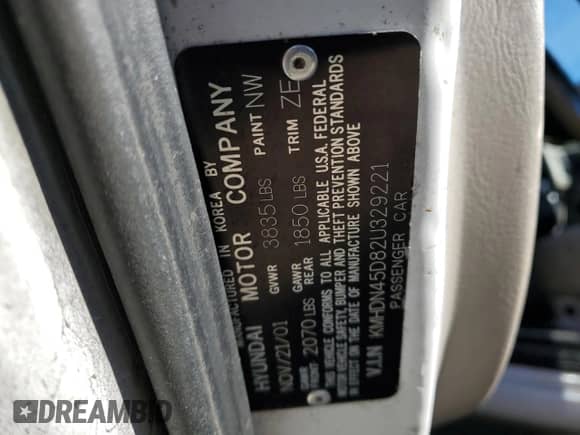 MANUFACTURED IN KOREA BY
HYUNDAI MOTOR COMPANY
NOV/21/01 GVWR 3835 LBS PAINT NW
GAWR FRONT 2070 LBS GAWR REAR 1850 LBS TRIM ZE
THIS VEHICLE CONFORMS TO ALL APPLICABLE U.S.A. FEDERAL
MOTOR VEHICLE SAFETY, BUMPER AND THEFT PREVENTION STANDARDS
IN EFFECT ON THE DATE OF MANUFACTURE SHOWN ABOVE
V.I.N KMHDN45D82U329221
PASSENGER CAR
DREAMBID